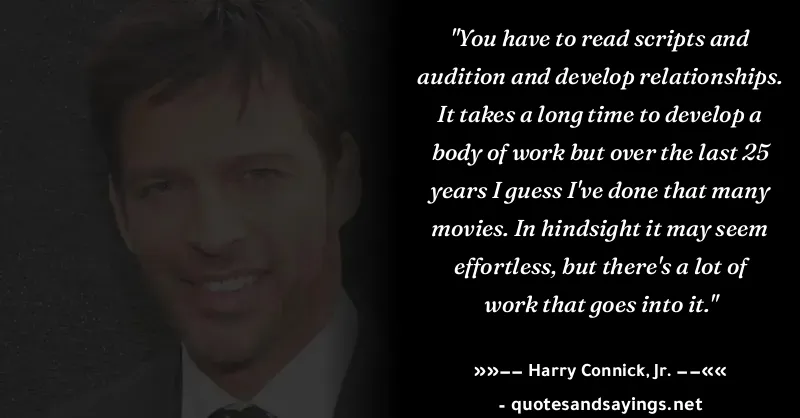 "You have to read scripts and
audition and develop relationships.
It takes a long time to develop a
body of work but over the last 25
years I guess I've done that many
movies. In hindsight it may seem
effortless, but there's a lot of
work that goes into it."
»»−− Harry Connick, Jr. −−««
- quotesandsayings.net